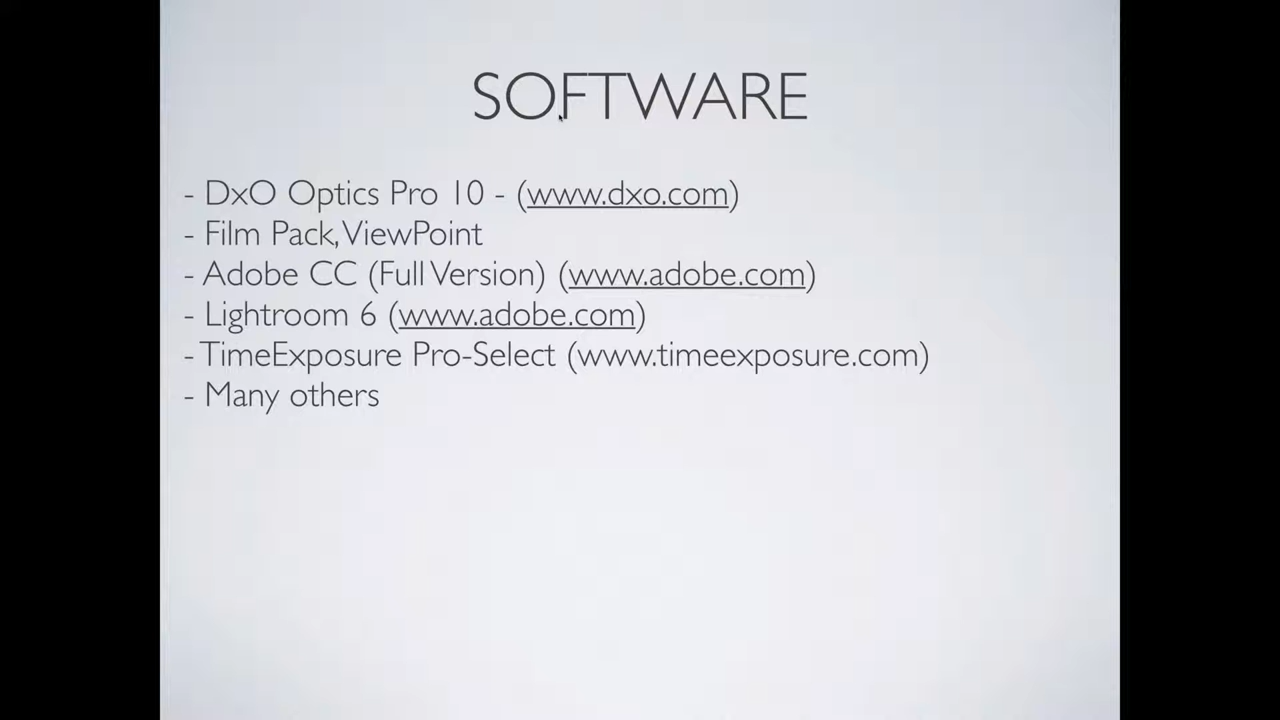 SOFTWARE
- DxO Optics Pro 10 - (www.dxo.com)
- Film Pack, ViewPoint
- Adobe CC (Full Version) (www.adobe.com)
- Lightroom 6 (www.adobe.com)
- TimeExposure Pro-Select (www.timeexposure.com)
- Many others